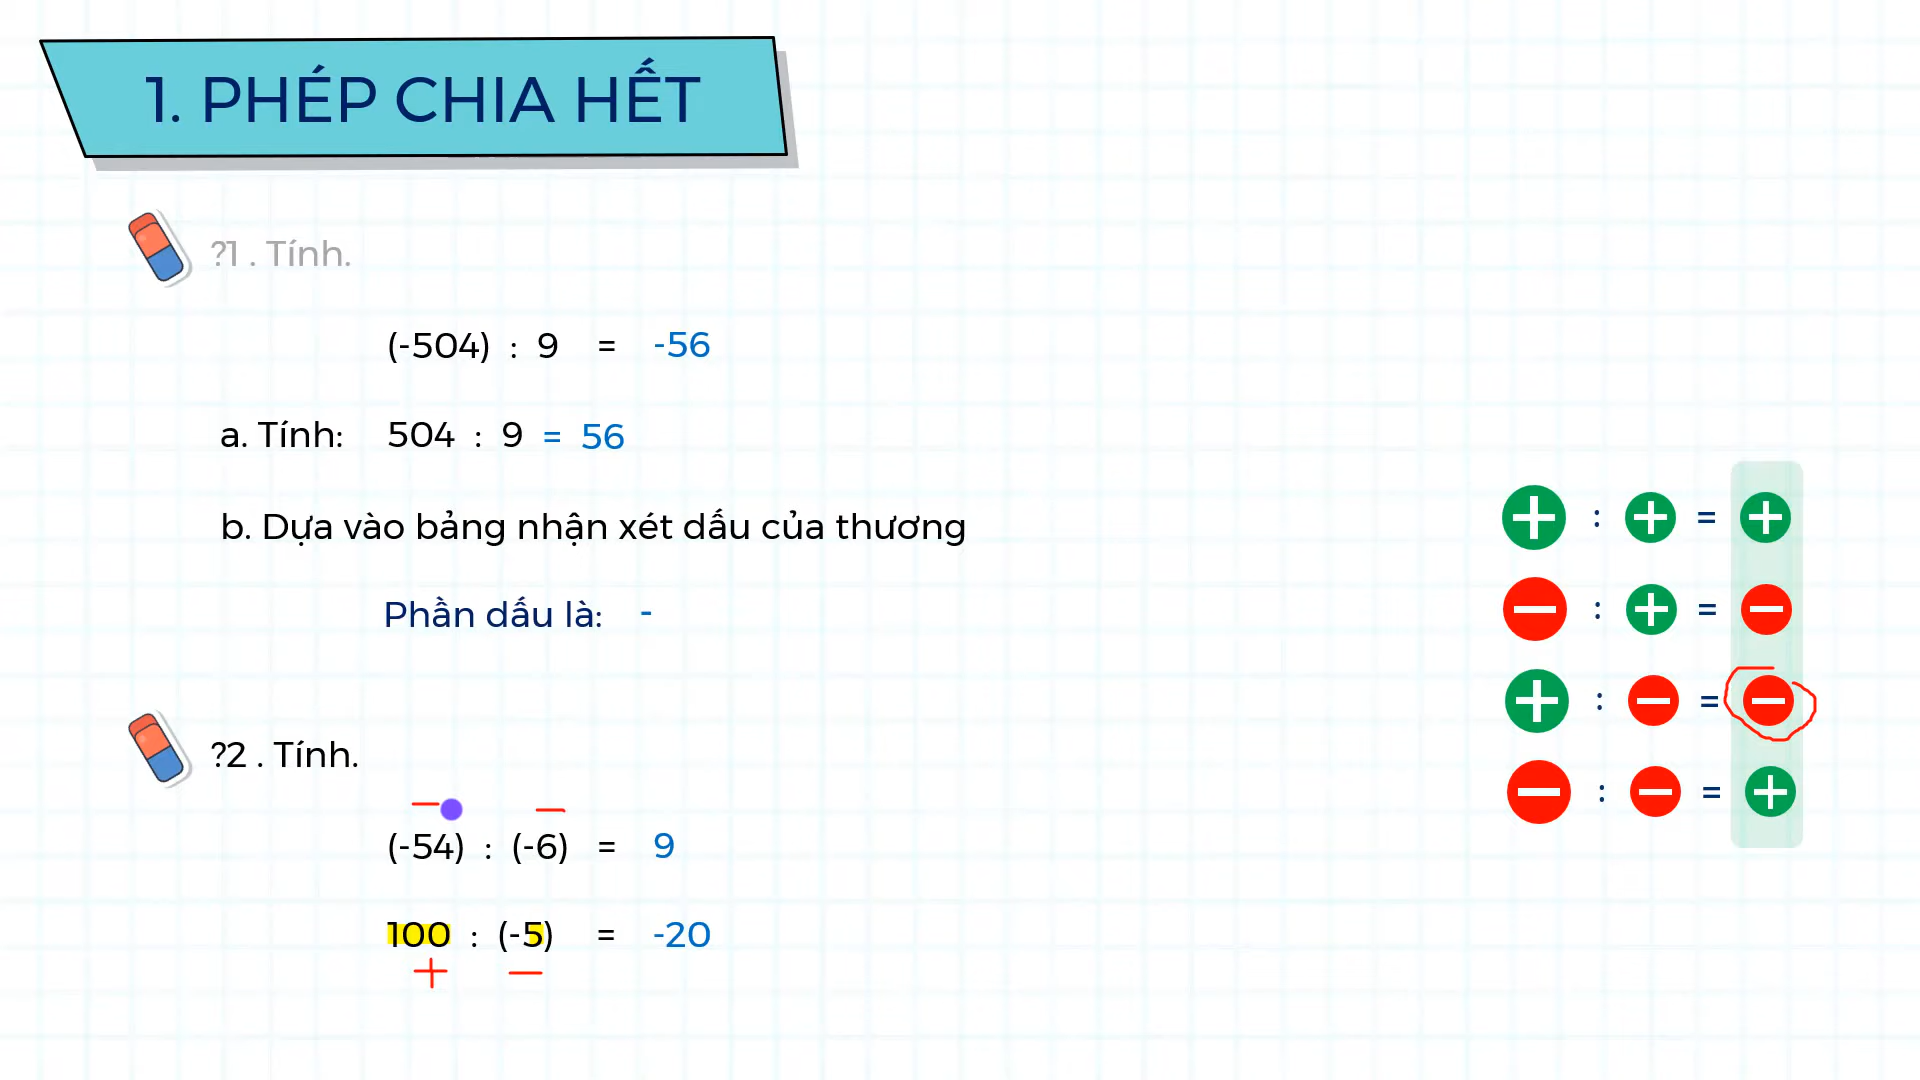 1. PHÉP CHIA HẾT
?1 . Tính.
(-504) : 9 = -56
a. Tính: 504 : 9 = 56
b. Dựa vào bảng nhận xét dấu của thương
Phần dấu là: -
+ : + = +
- : + = -
+ : - = -
- : - = +
?2 . Tính.
— —
(-54) : (-6) = 9
100 : (-5) = -20
+ —